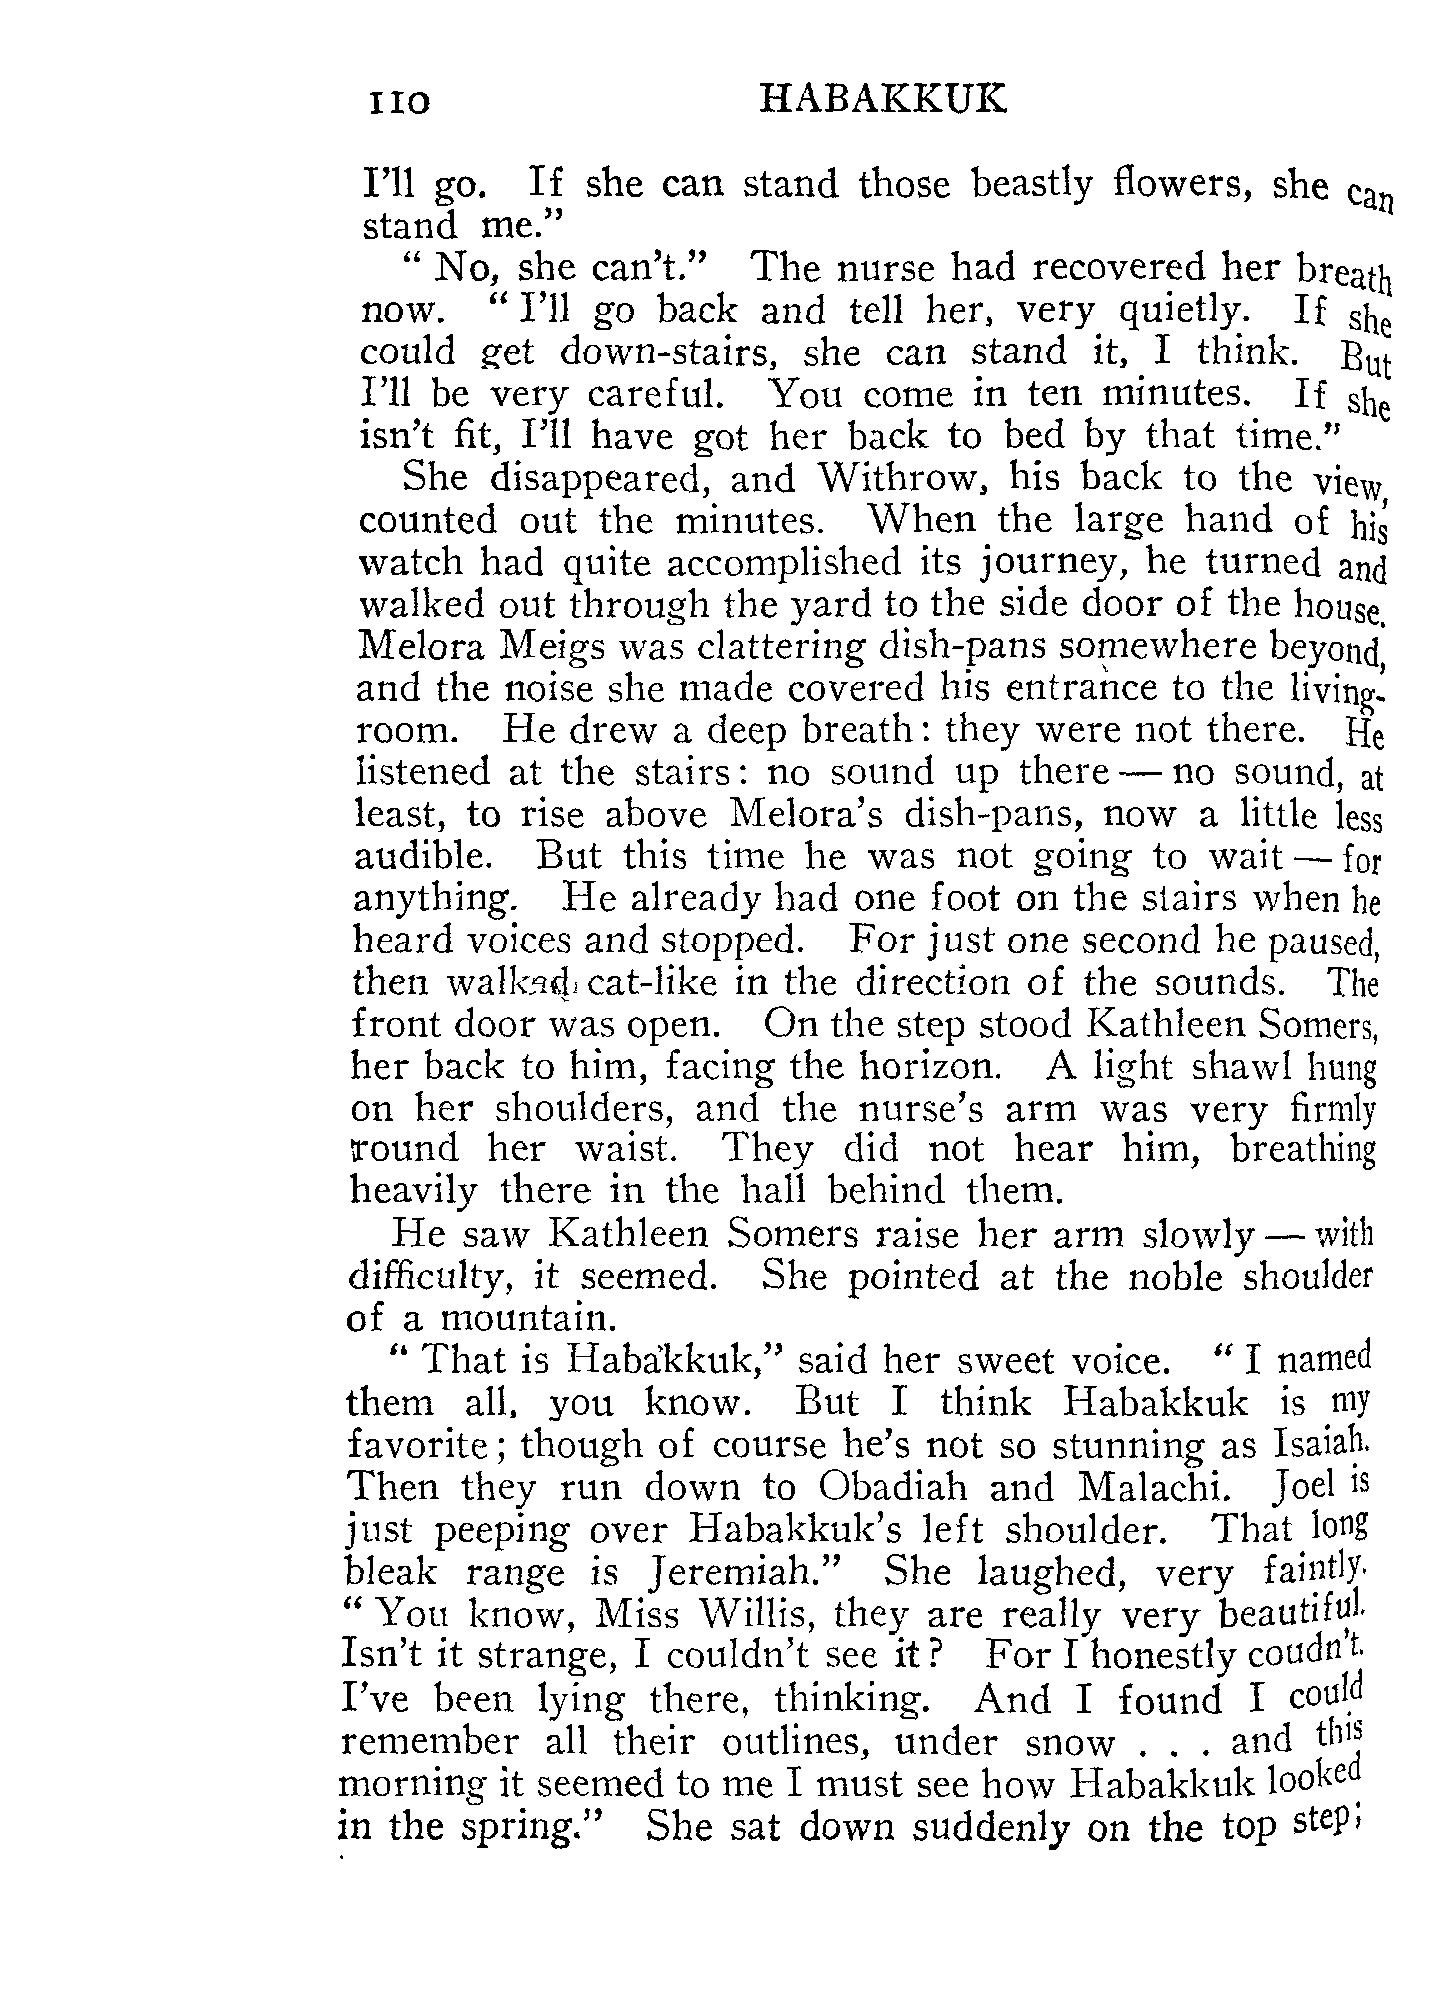 110 HABAKKUK
I'll go. If she can stand those beastly flowers, she can
stand me."
"No, she can't." The nurse had recovered her breath
now. "I'll go back and tell her, very quietly. If she
could get down-stairs, she can stand it, I think. But
I'll be very careful. You come in ten minutes. If she
isn't fit, I'll have got her back to bed by that time."
She disappeared, and Withrow, his back to the view,
counted out the minutes. When the large hand of his
watch had quite accomplished its journey, he turned and
walked out through the yard to the side door of the house.
Melora Meigs was clattering dish-pans somewhere beyond,
and the noise she made covered his entrance to the living-
room. He drew a deep breath: they were not there. He
listened at the stairs: no sound up there — no sound, at
least, to rise above Melora's dish-pans, now a little less
audible. But this time he was not going to wait — for
anything. He already had one foot on the stairs when he
heard voices and stopped. For just one second he paused,
then walked cat-like in the direction of the sounds. The
front door was open. On the step stood Kathleen Somers,
her back to him, facing the horizon. A light shawl hung
on her shoulders, and the nurse's arm was very firmly
round her waist. They did not hear him, breathing
heavily there in the hall behind them.
He saw Kathleen Somers raise her arm slowly — with
difficulty, it seemed. She pointed at the noble shoulder
of a mountain.
"That is Habakkuk," said her sweet voice. "I named
them all, you know. But I think Habakkuk is my
favorite; though of course he's not so stunning as Isaiah.
Then they run down to Obadiah and Malachi. Joel is
just peeping over Habakkuk's left shoulder. That long
bleak range is Jeremiah." She laughed, very faintly.
"You know, Miss Willis, they are really very beautiful.
Isn't it strange, I couldn't see it? For I honestly coudn't.
I've been lying there, thinking. And I found I could
remember all their outlines, under snow . . . and this
morning it seemed to me I must see how Habakkuk looked
in the spring." She sat down suddenly on the top step;